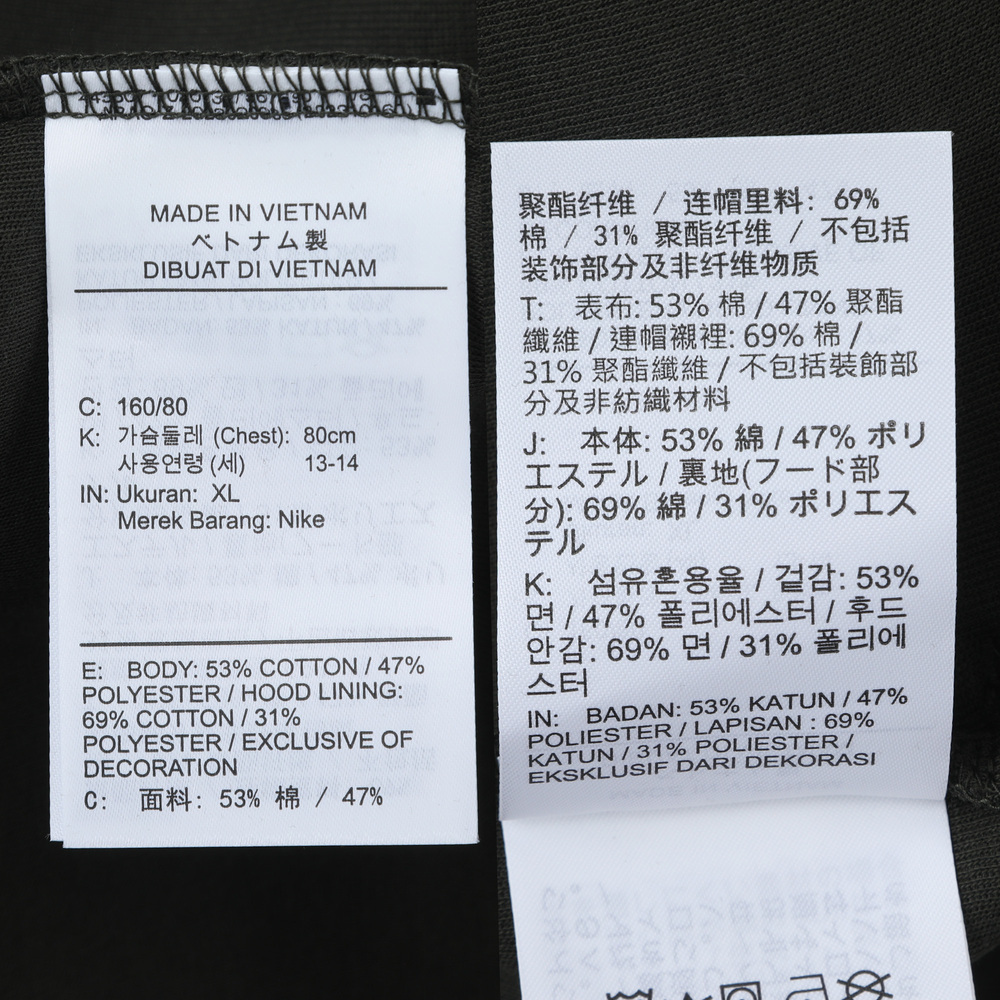 MADE IN VIETNAM
ベトナム製
DIBUAT DI VIETNAM
C: 160/80
K: 가슴둘레 (Chest): 80cm
사용연령 (세) 13-14
IN: Ukuran: XL
Merek Barang: Nike
E: BODY: 53% COTTON / 47%
POLYESTER / HOOD LINING:
69% COTTON / 31%
POLYESTER / EXCLUSIVE OF
DECORATION
C: 面料: 53% 棉 / 47%
聚酯纤维 / 连帽里料: 69%
棉 / 31% 聚酯纤维 / 不包括
装饰部分及非纤维物质
T: 表布: 53% 棉 / 47% 聚酯
纖維 / 連帽襯裡: 69% 棉 /
31% 聚酯纖維 / 不包括裝飾部
分及非紡織材料
J: 本体: 53% 綿 / 47% ポリ
エステル / 裏地(フード部
分): 69% 綿 / 31% ポリエス
テル
K: 섬유혼용율 / 겉감: 53%
면 / 47% 폴리에스터 / 후드
안감: 69% 면 / 31% 폴리에
스터
IN: BADAN: 53% KATUN / 47%
POLIESTER / LAPISAN : 69%
KATUN / 31% POLIESTER /
EKSKLUSIF DARI DEKORASI